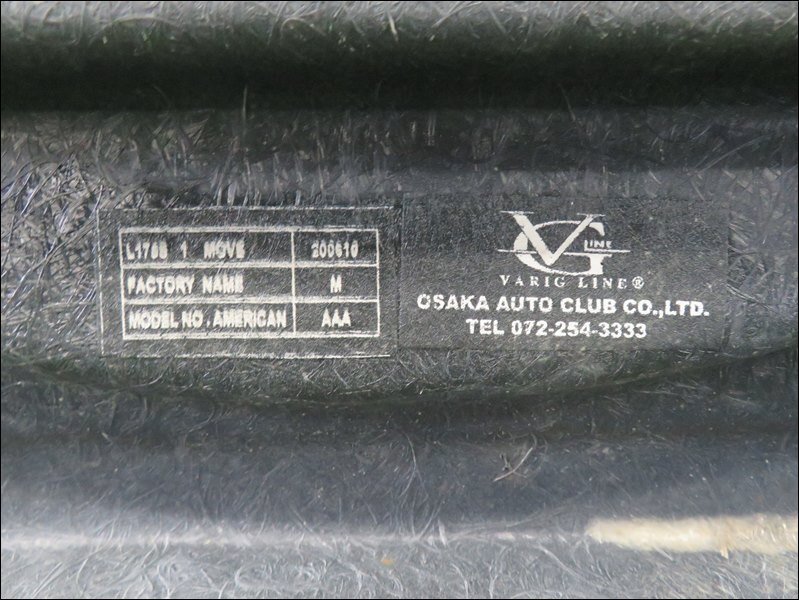 L175S 1 MOVE 200610
FACTORY NAME M
MODEL NO. AMERICAN AAA
VG LINE
VARIG LINE®
OSAKA AUTO CLUB CO.,LTD.
TEL 072-254-3333